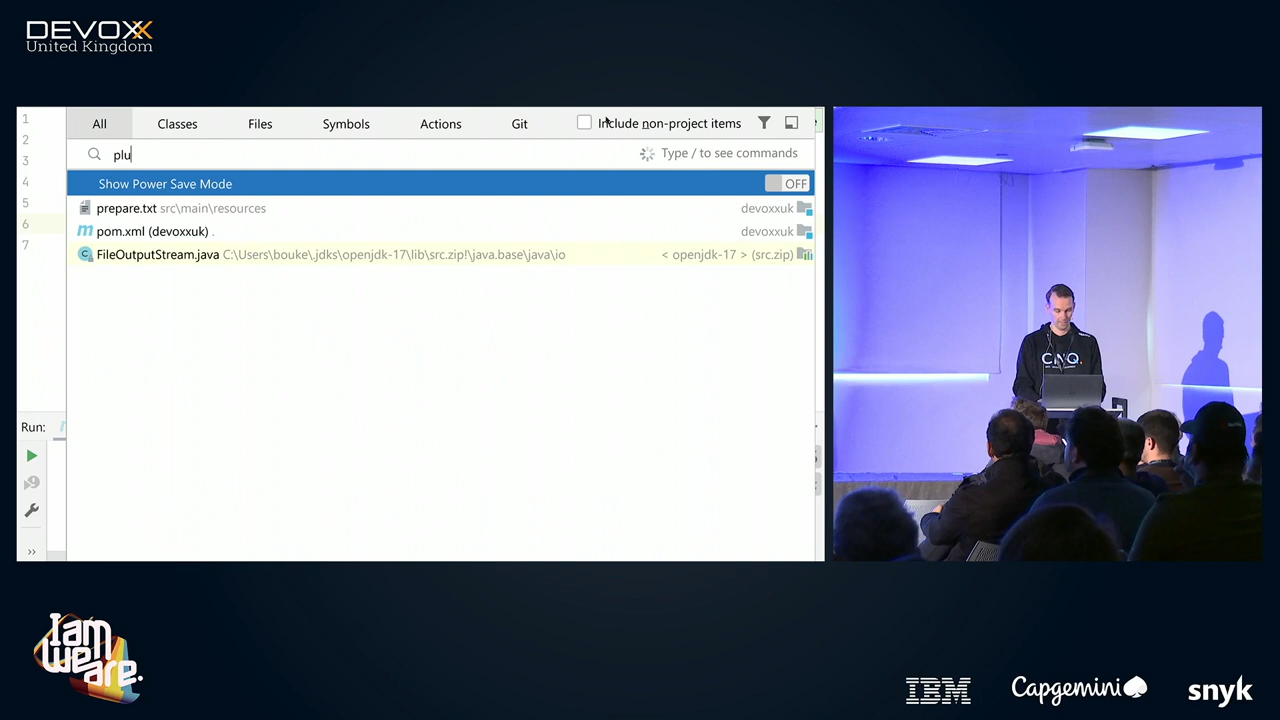 DEVOXX
United Kingdom
1
2
3
4
5
6
7
All Classes Files Symbols Actions Git Include non-project items
plu
Type / to see commands
Show Power Save Mode OFF
prepare.txt src\main\resources devoxxuk
pom.xml (devoxxuk) . devoxxuk
FileOutputStream.java C:\Users\bouke\.jdks\openjdk-17\lib\src.zip!\java.base\java\io < openjdk-17 > (src.zip)
Run:
I am
We are.
IBM
Capgemini
snyk